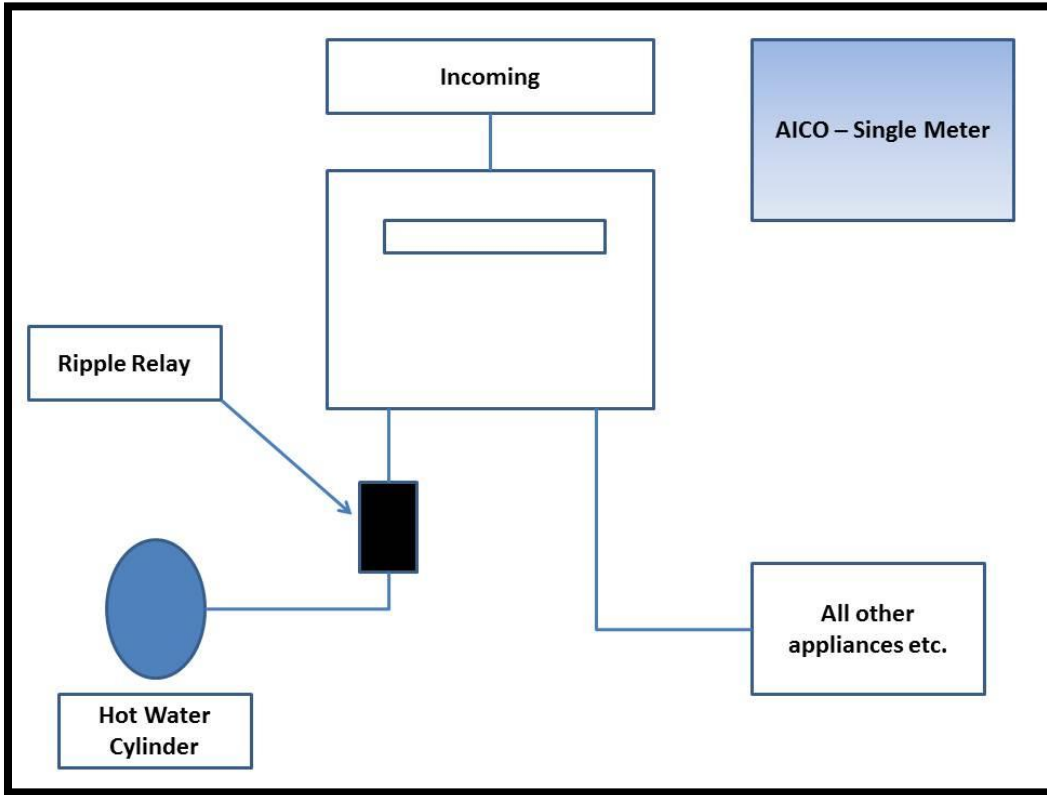 Incoming
AICO – Single Meter
Ripple Relay
All other
appliances etc.
Hot Water
Cylinder